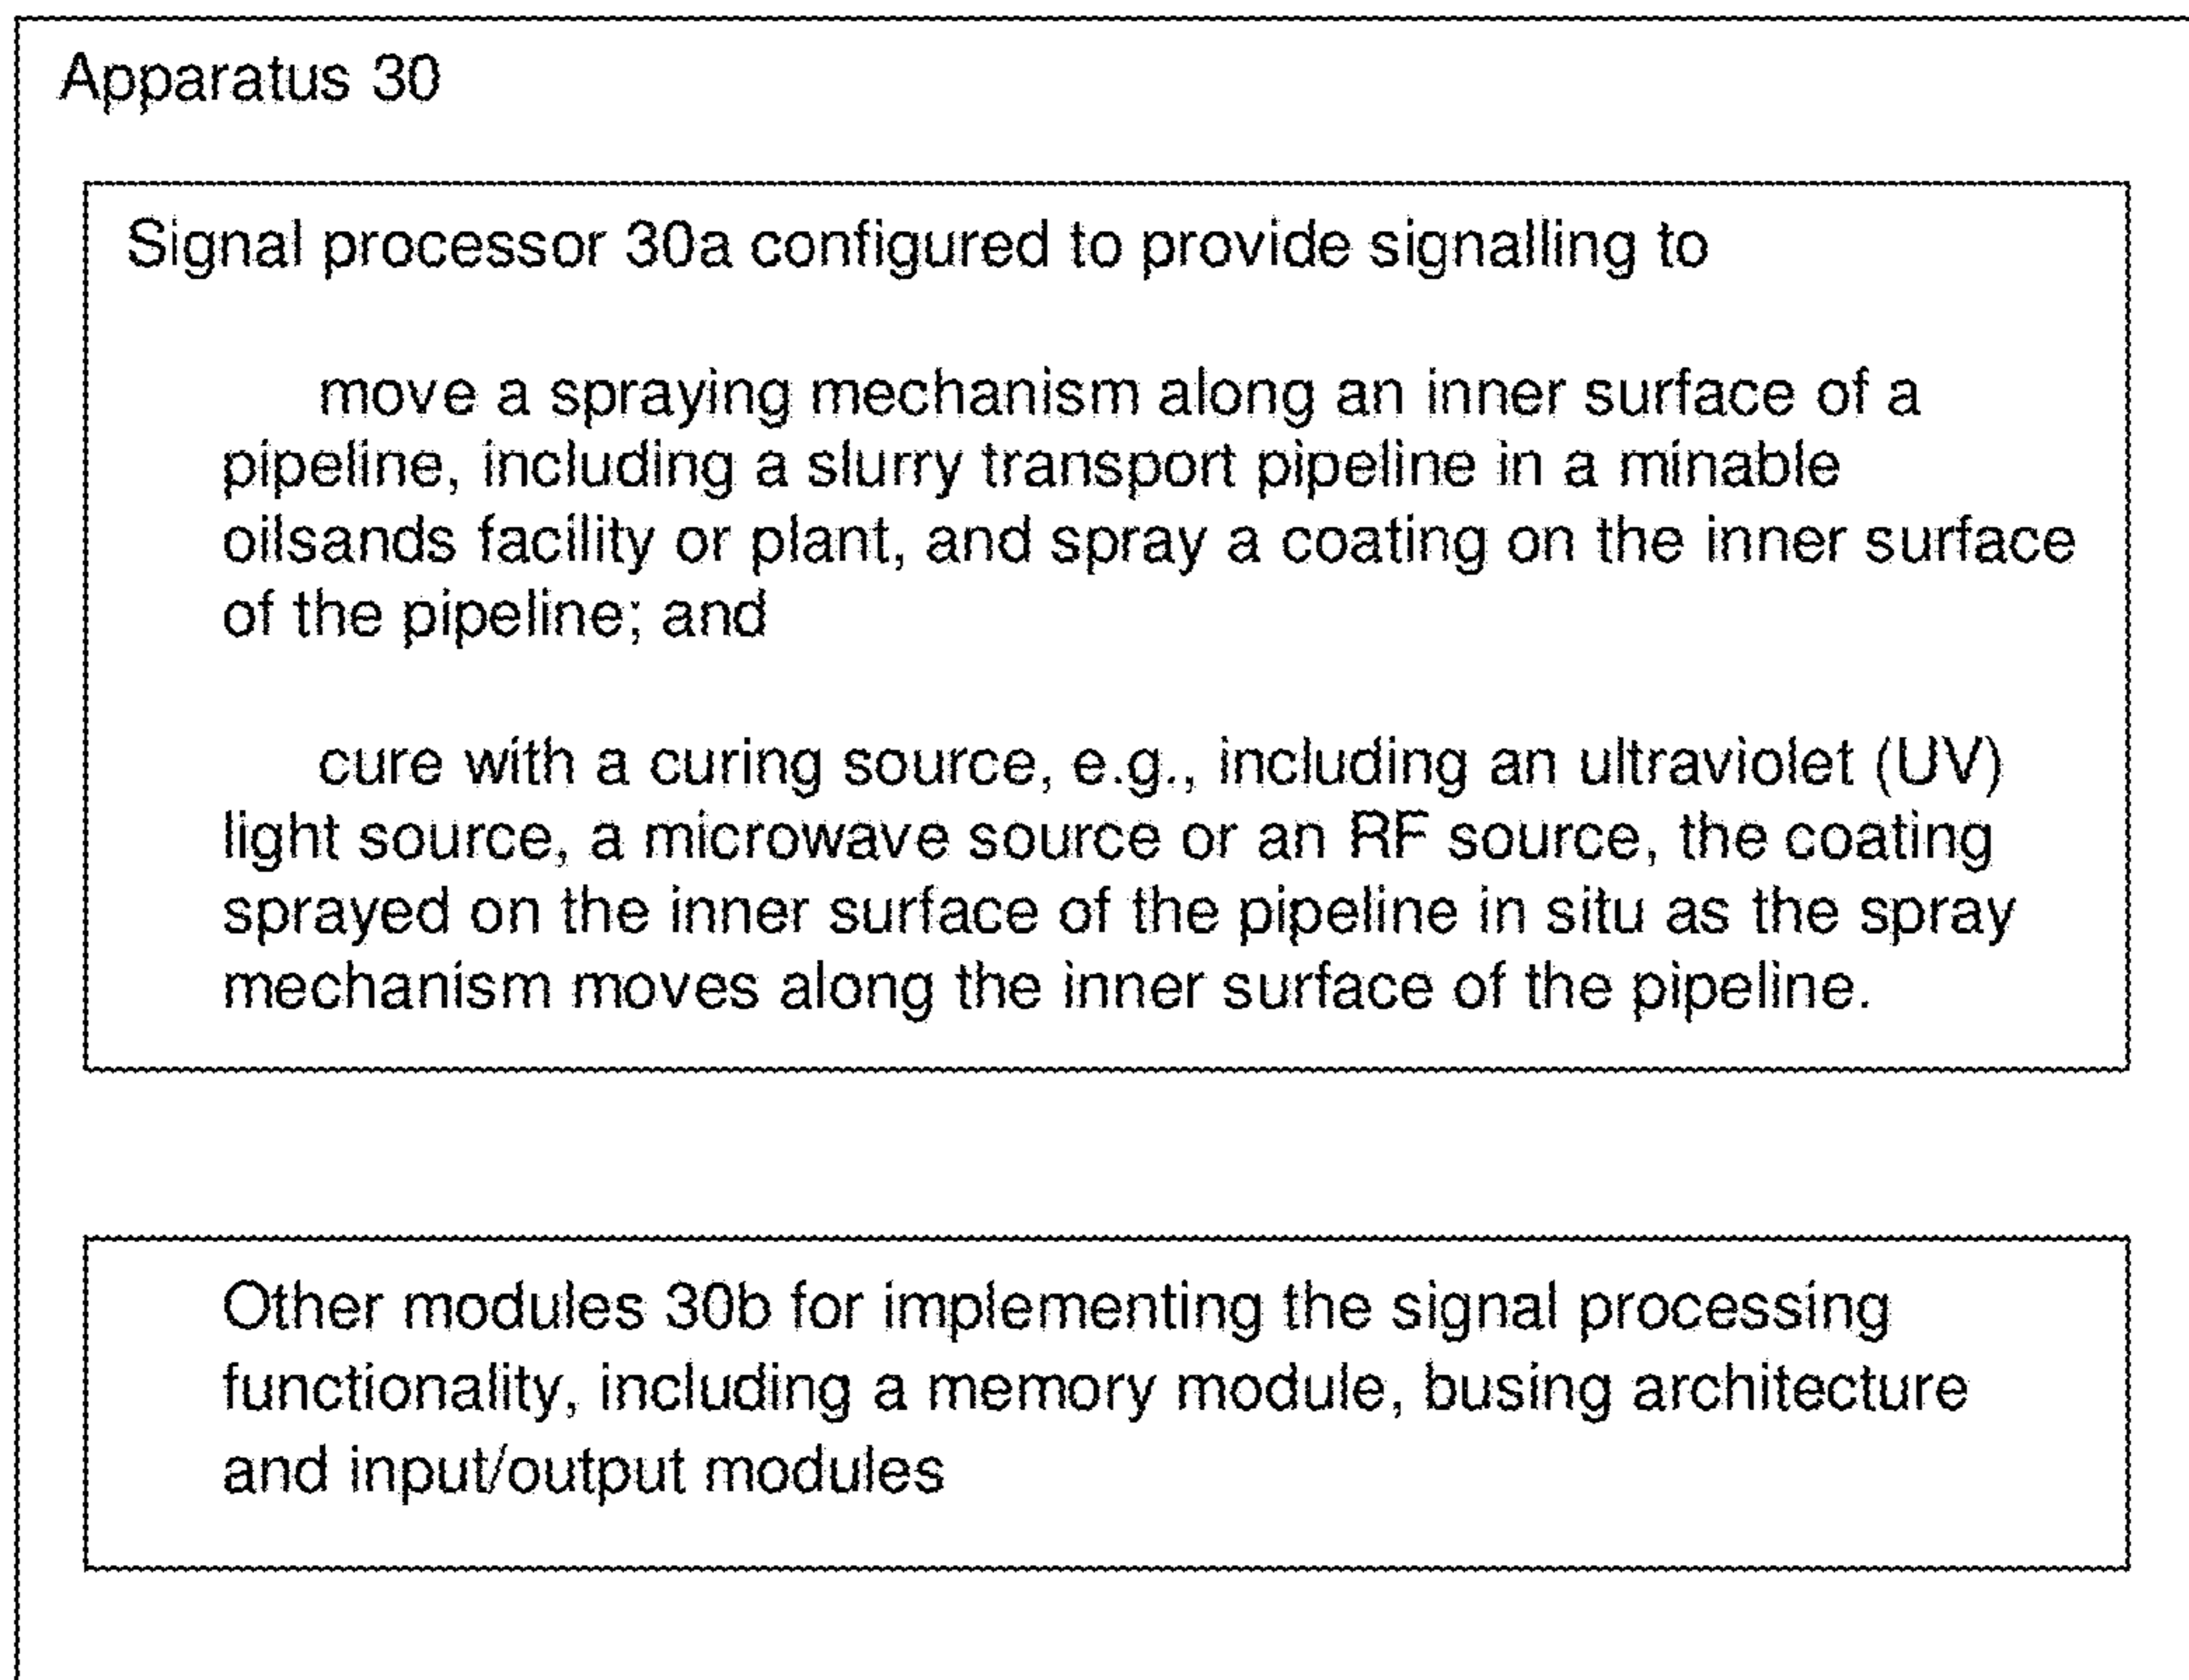 Apparatus 30
Signal processor 30a configured to provide signalling to
move a spraying mechanism along an inner surface of a
pipeline, including a slurry transport pipeline in a minable
oilsands facility or plant, and spray a coating on the inner surface
of the pipeline; and
cure with a curing source, e.g., including an ultraviolet (UV)
light source, a microwave source or an RF source, the coating
sprayed on the inner surface of the pipeline in situ as the spray
mechanism moves along the inner surface of the pipeline.
Other modules 30b for implementing the signal processing
functionality, including a memory module, busing architecture
and input/output modules